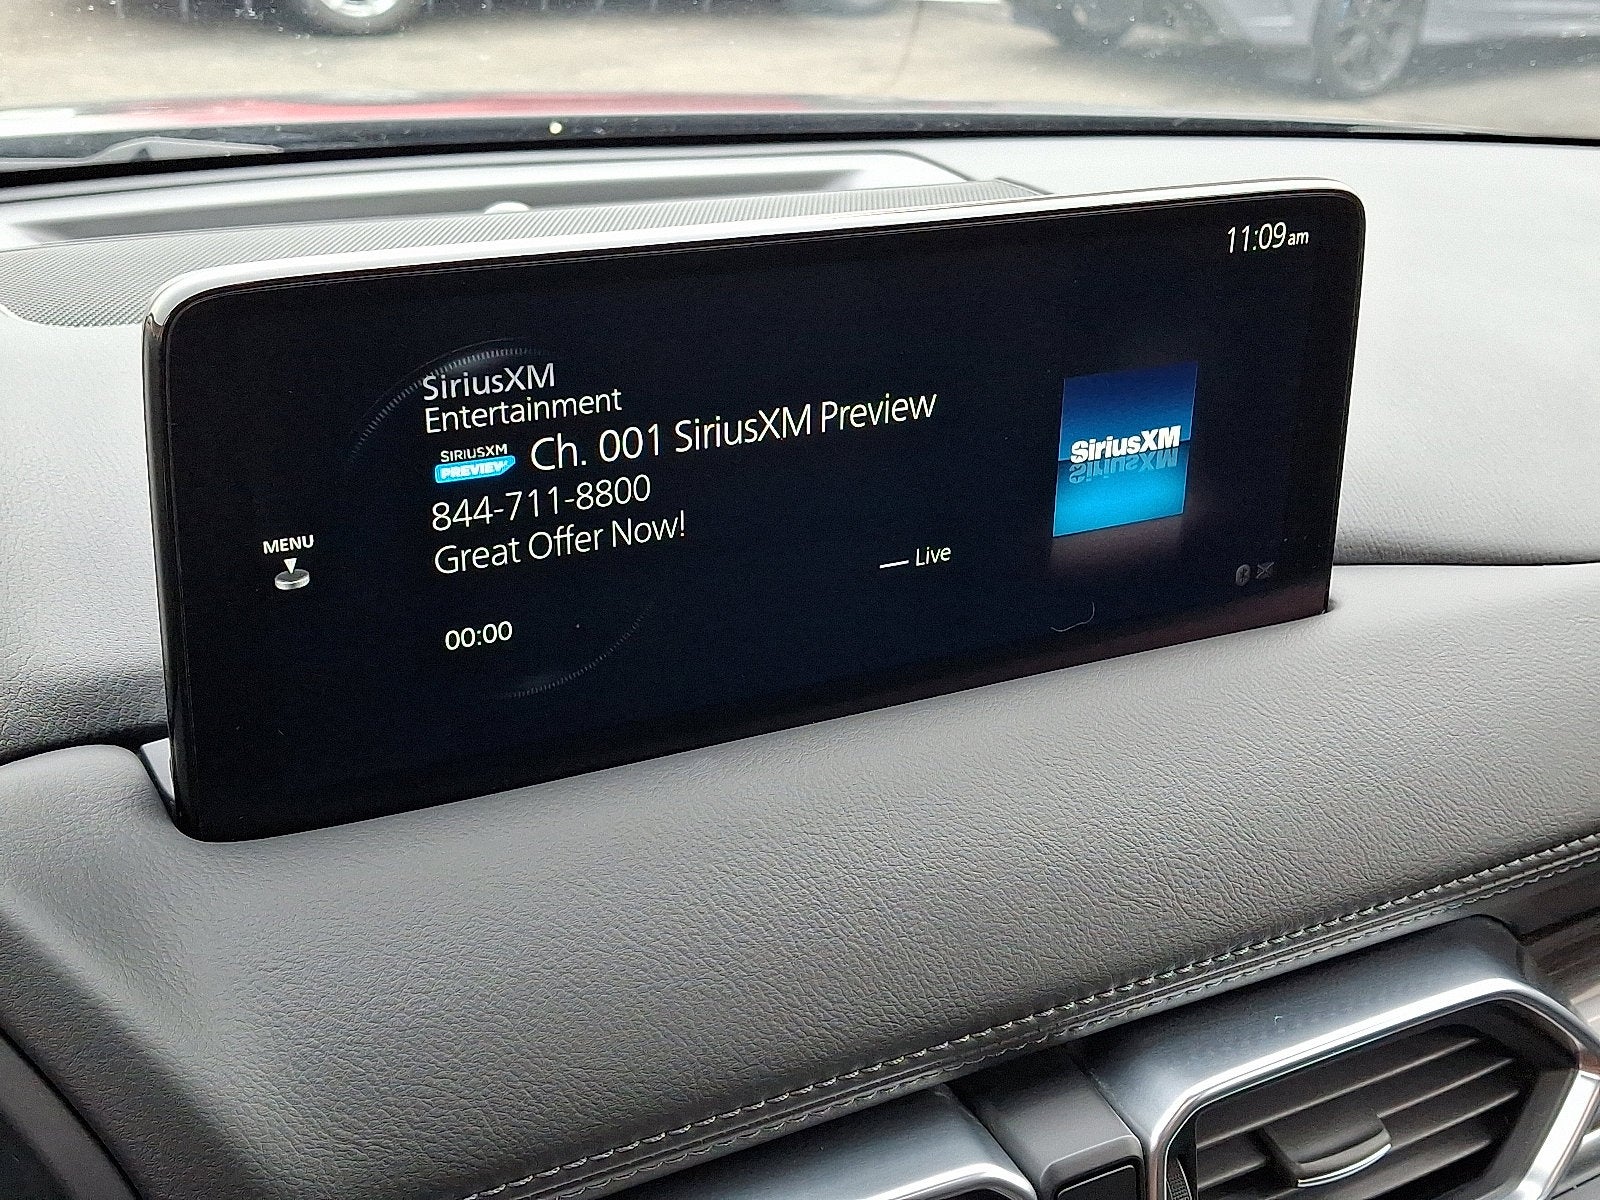 11:09am
SiriusXM
Entertainment
SIRIUSXM
PREVIEW
Ch. 001 SiriusXM Preview
844-711-8800
Great Offer Now!
SiriusXM
MENU
Live
00:00